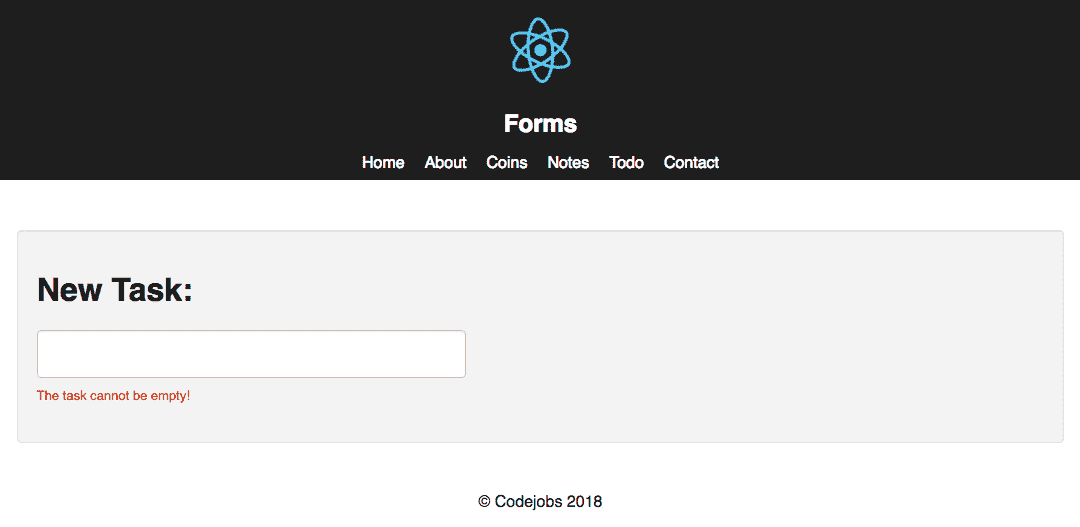 Forms
Home About Coins Notes Todo Contact
New Task:
The task cannot be empty!
© Codejobs 2018